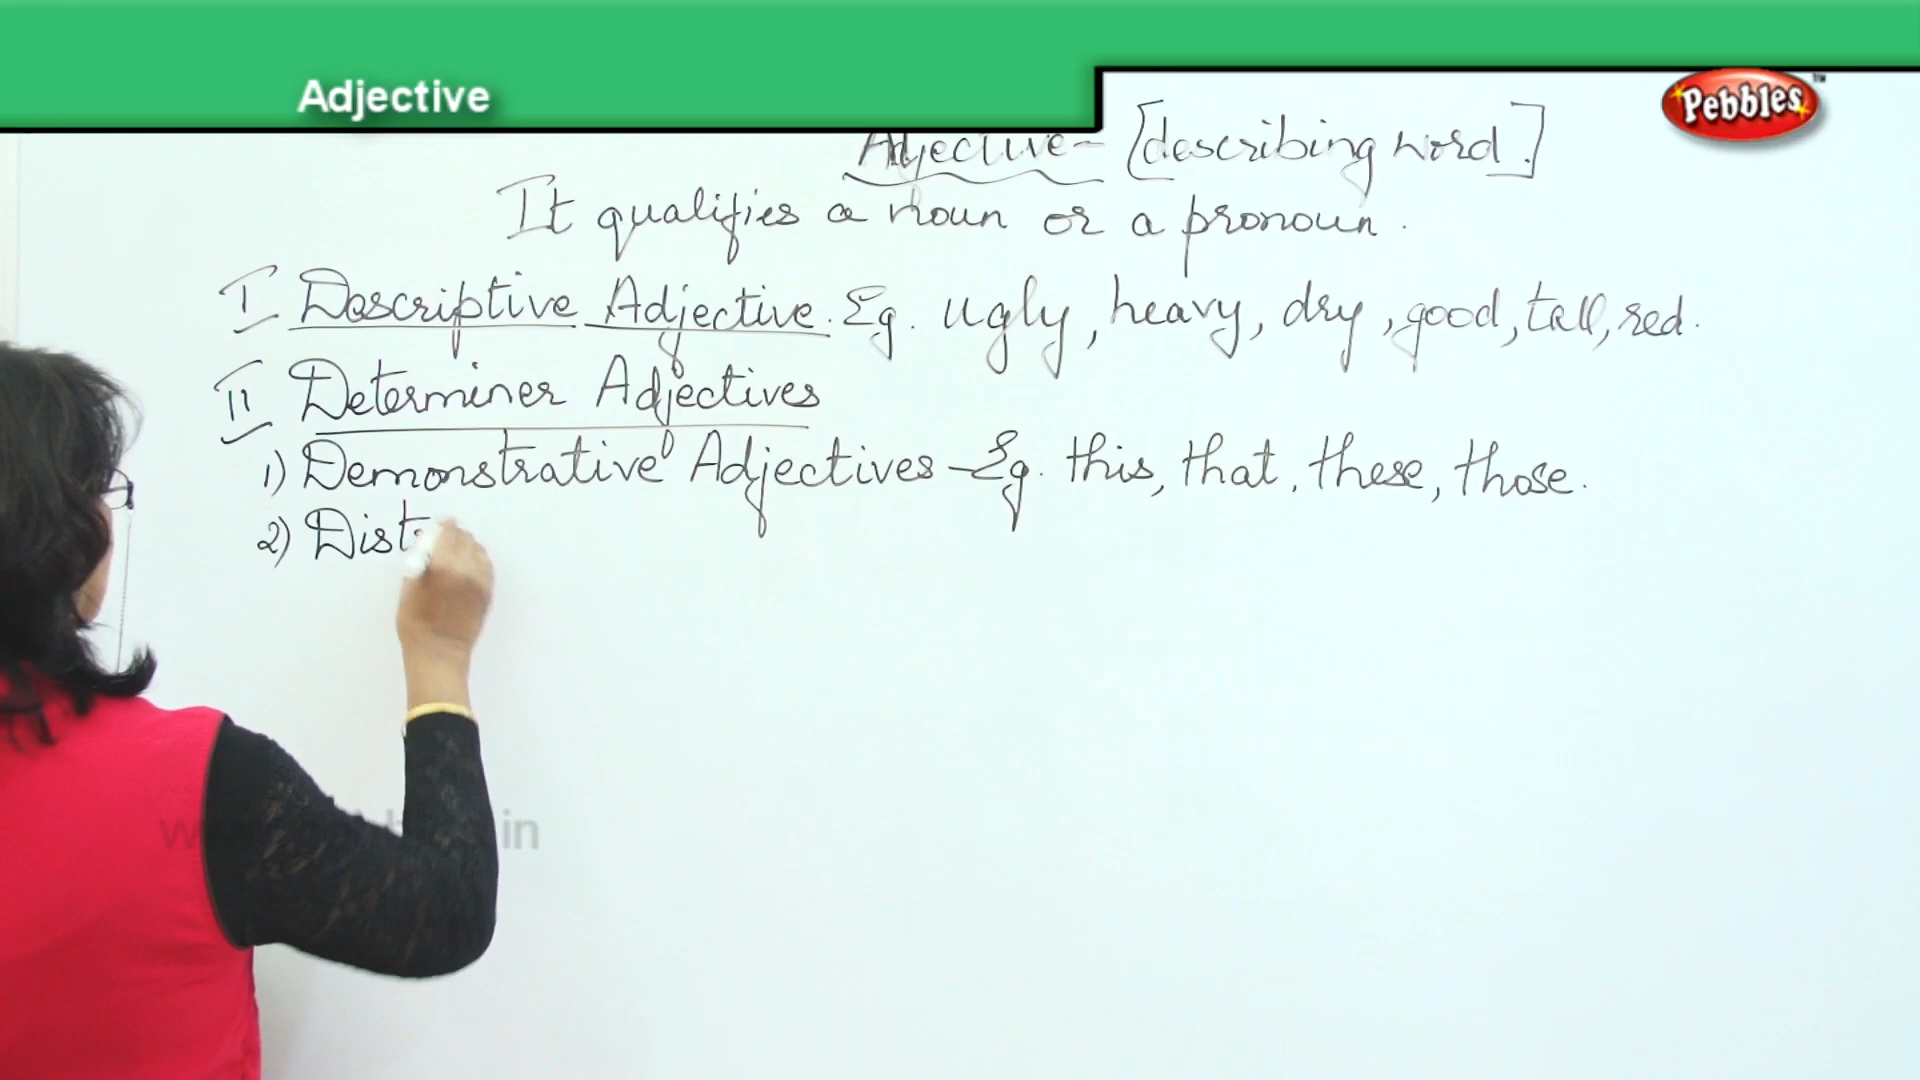 Adjective
Pebbles™
Adjective - [describing word.]
It qualifies a noun or a pronoun.
I Descriptive Adjective. Eg. ugly, heavy, dry, good, tall, red.
II Determiner Adjectives
1) Demonstrative Adjectives - Eg. this, that, these, those.
2) Dist